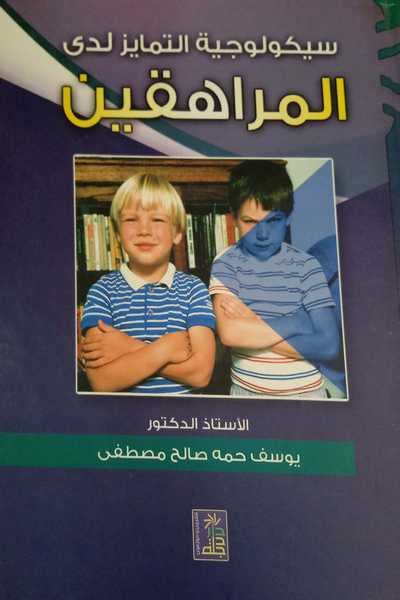 سيكولوجية التمايز لدى
المراهقين
الأستاذ الدكتور
يوسف حمه صالح مصطفى